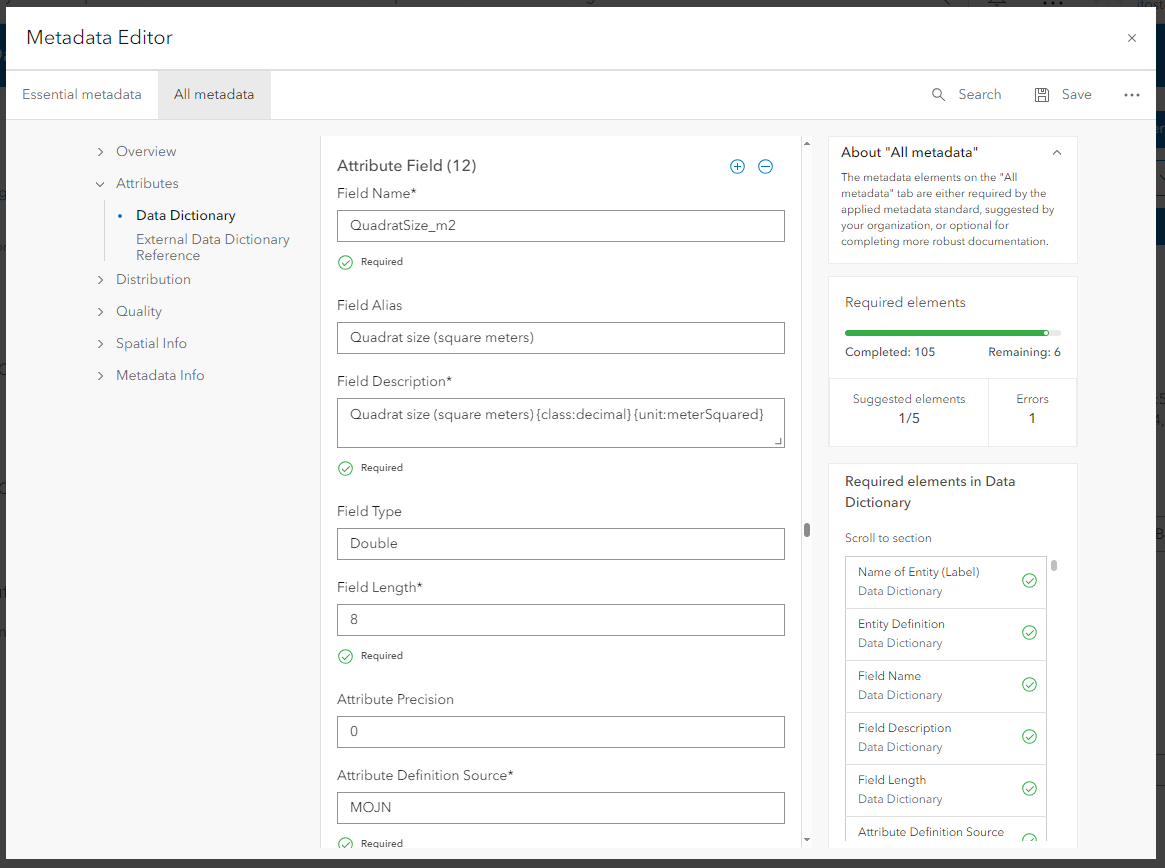 Metadata Editor
Essential metadata
All metadata
Search
Save
Overview
Attributes
Data Dictionary
External Data Dictionary
Reference
Distribution
Quality
Spatial Info
Metadata Info
Attribute Field (12)
Field Name*
QuadratSize_m2
Required
Field Alias
Quadrat size (square meters)
Field Description*
Quadrat size (square meters) {class:decimal} {unit:meterSquared}
Required
Field Type
Double
Field Length*
8
Required
Attribute Precision
0
Attribute Definition Source*
MOJN
Required
About "All metadata"
The metadata elements on the "All
metadata" tab are either required by the
applied metadata standard, suggested by
your organization, or optional for
completing more robust documentation.
Required elements
Completed: 105
Remaining: 6
Suggested elements
1/5
Errors
1
Required elements in Data
Dictionary
Scroll to section
Name of Entity (Label)
Data Dictionary
Entity Definition
Data Dictionary
Field Name
Data Dictionary
Field Description
Data Dictionary
Field Length
Data Dictionary
Attribute Definition Source